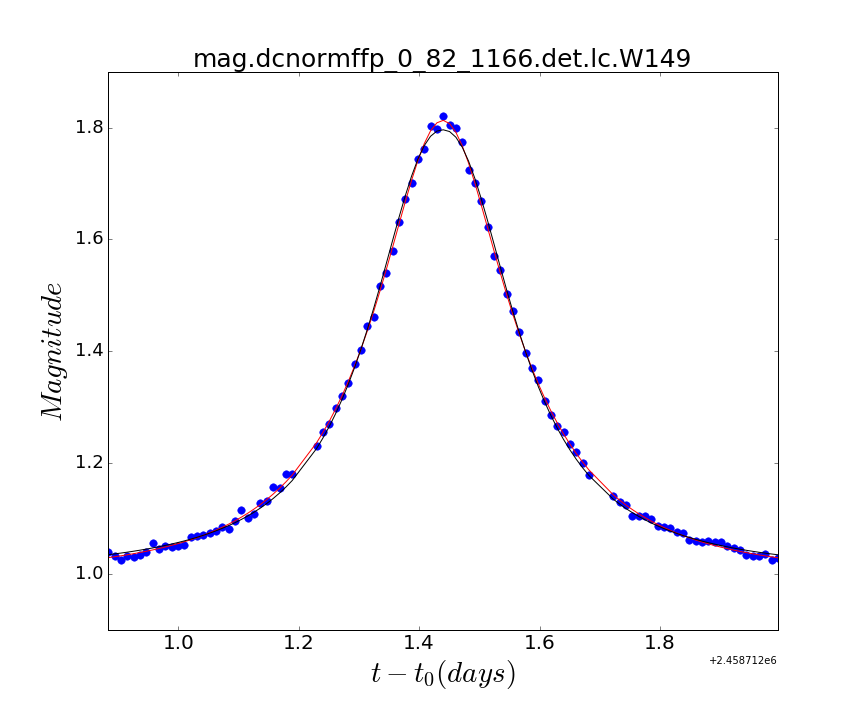 mag.dcnormffp_0_82_1166.det.lc.W149
1.8
1.6
1.4
1.2
1.0
Magnitude
1.0 1.2 1.4 1.6 1.8
+2.458712e6
t − t₀(days)